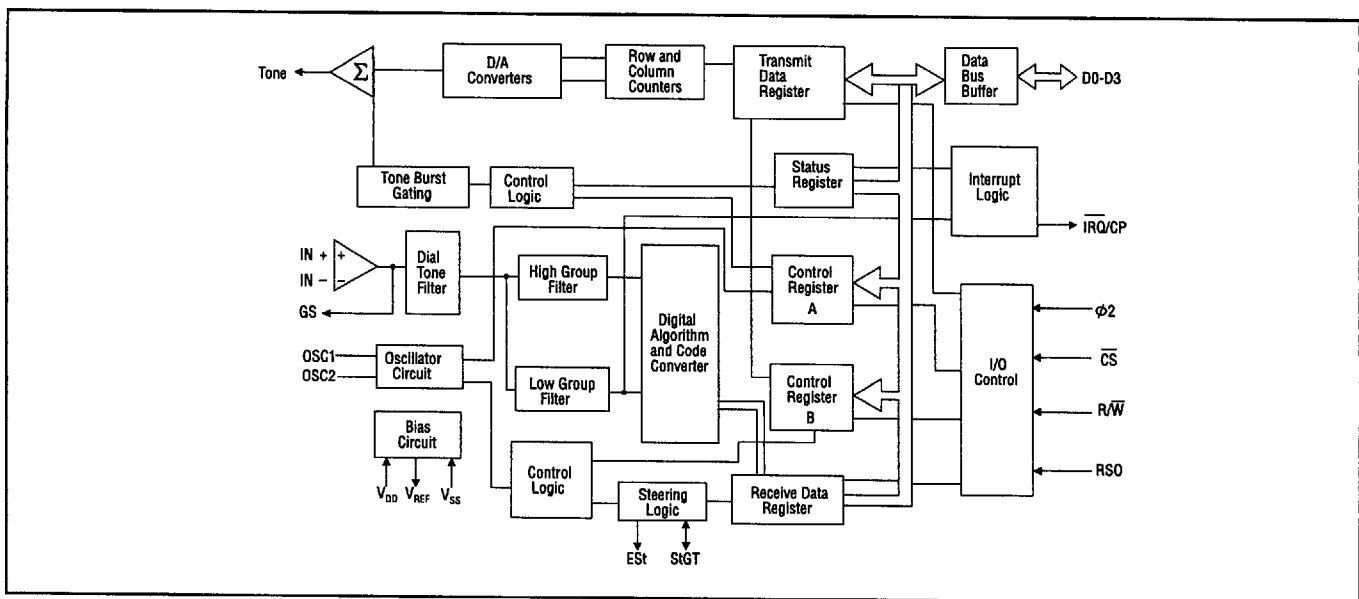 Tone
Σ
D/A
Converters
Row and
Column
Counters
Transmit
Data
Register
Data
Bus
Buffer
D0-D3
Tone Burst
Gating
Control
Logic
Status
Register
Interrupt
Logic
IRQ/CP
IN +
IN −
+
−
GS
Dial
Tone
Filter
High Group
Filter
Low Group
Filter
Digital
Algorithm
and Code
Converter
Control
Register
A
Control
Register
B
I/O
Control
ϕ2
CS
R/W
RSO
OSC1
OSC2
Oscillator
Circuit
Bias
Circuit
VDD
VREF
VSS
Control
Logic
Steering
Logic
Receive Data
Register
ESt
StGT